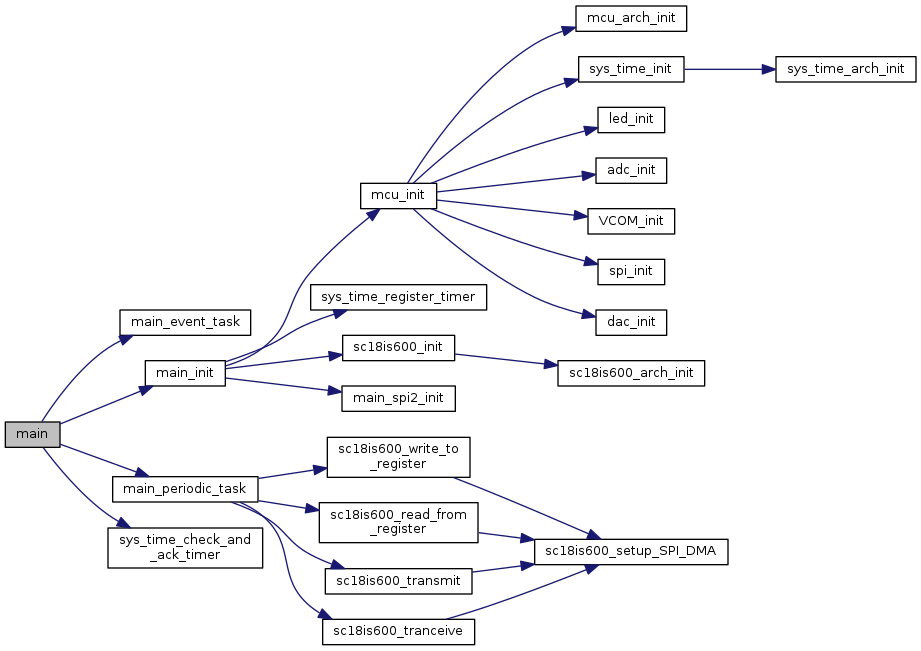 mcu_arch_init
sys_time_init
sys_time_arch_init
led_init
adc_init
mcu_init
VCOM_init
spi_init
sys_time_register_timer
main_event_task
dac_init
sc18is600_init
main_init
sc18is600_arch_init
main_spi2_init
main
sc18is600_write_to
_register
main_periodic_task
sc18is600_read_from
_register
sys_time_check_and
_ack_timer
sc18is600_setup_SPI_DMA
sc18is600_transmit
sc18is600_tranceive